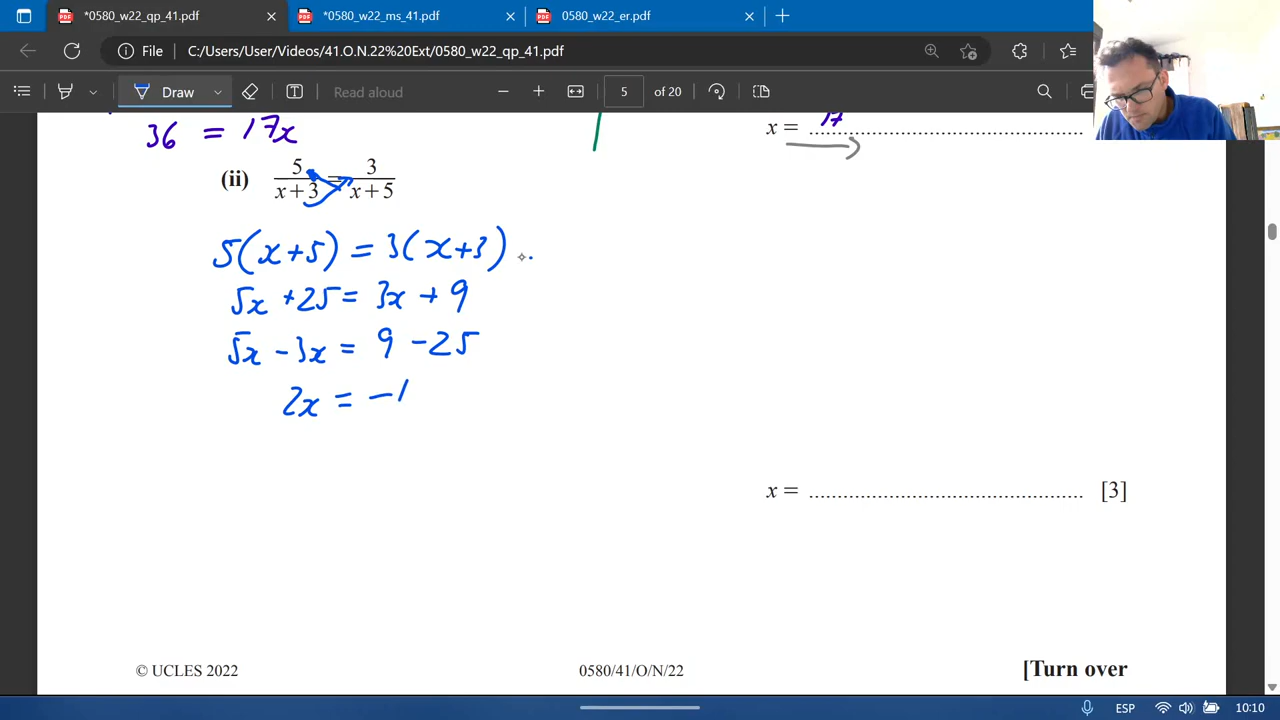 *0580_w22_qp_41.pdf
*0580_w22_ms_41.pdf
0580_w22_er.pdf
File C:/Users/User/Videos/41.O.N.22%20Ext/0580_w22_qp_41.pdf
Draw
Read aloud
5 of 20
36 = 17x
x = 17 ........................................
(ii) 5/(x + 3) = 3/(x + 5)
5(x+5) = 3(x+3)
5x +25 = 3x + 9
5x - 3x = 9 - 25
2x = -1
x = ................................................ [3]
© UCLES 2022
0580/41/O/N/22
[Turn over
ESP 10:10